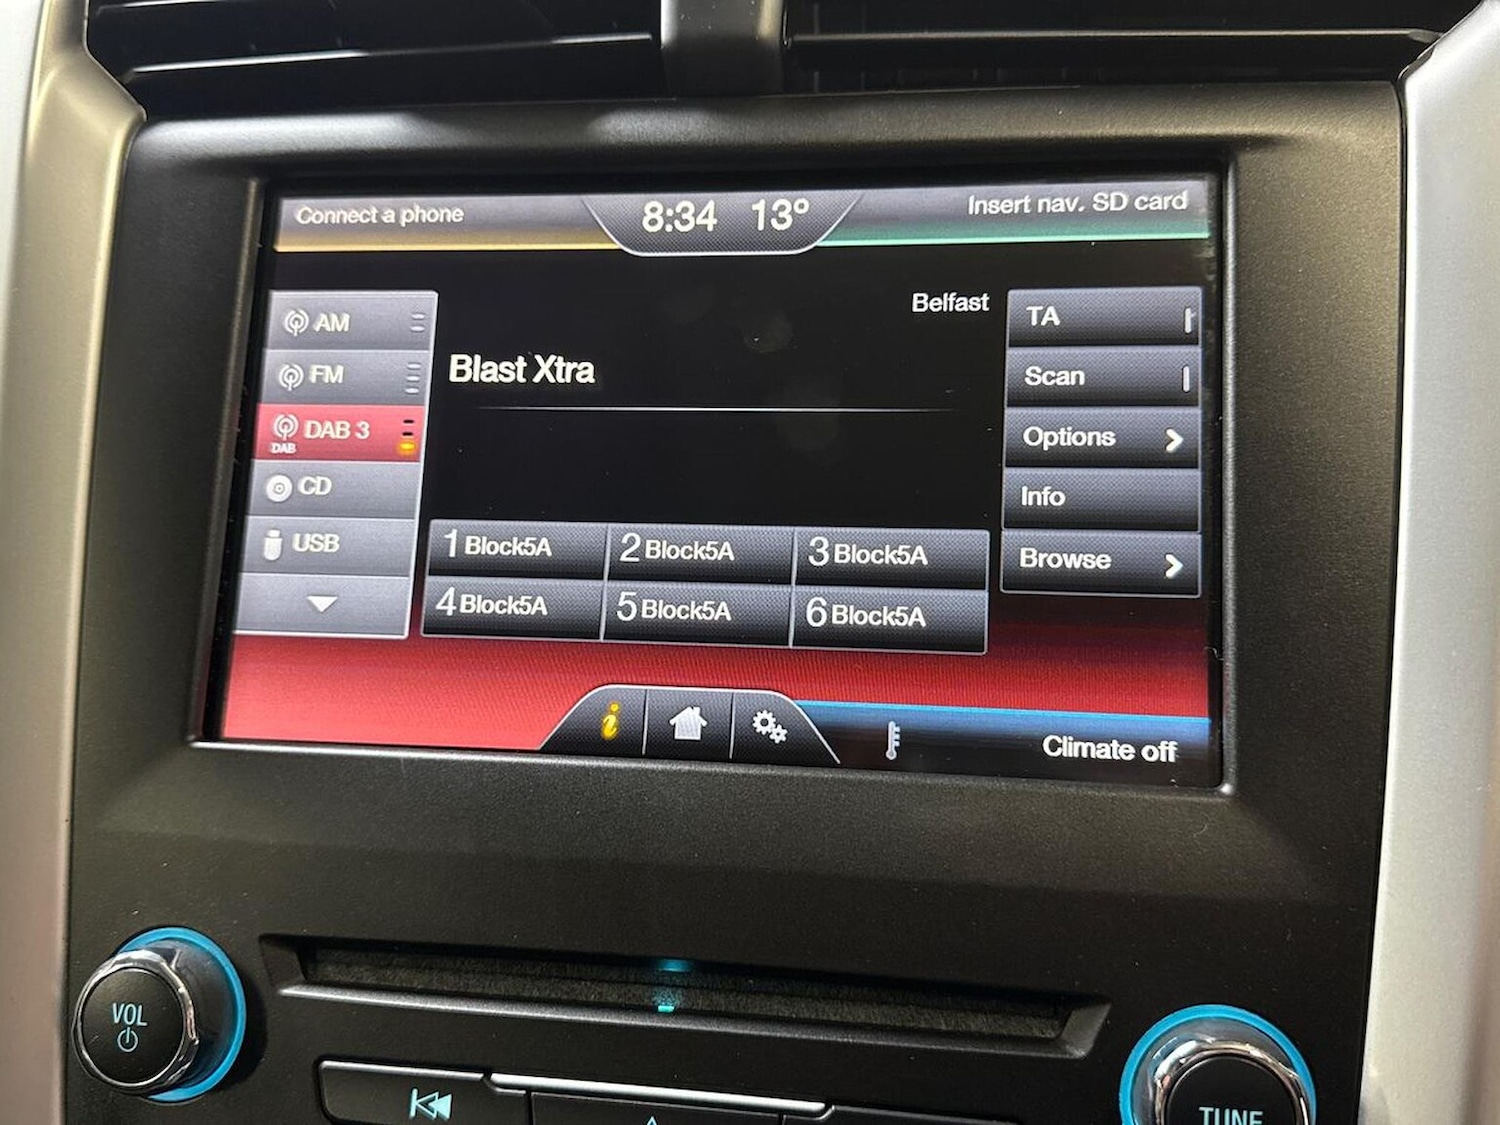 Connect a phone
8:34 13°
Insert nav. SD card
AM
FM
DAB 3
DAB
CD
USB
Belfast
Blast Xtra
1 Block5A
2 Block5A
3 Block5A
4 Block5A
5 Block5A
6 Block5A
TA
Scan
Options
Info
Browse
i
Climate off
VOL
TUNE